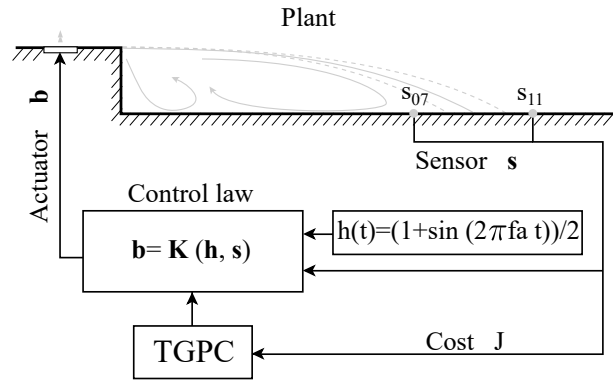 Plant
s07 s11
Sensor s
Actuator b
Control law
b= K (h, s)
h(t)=(1+sin (2πfa t))/2
TGPC
Cost J